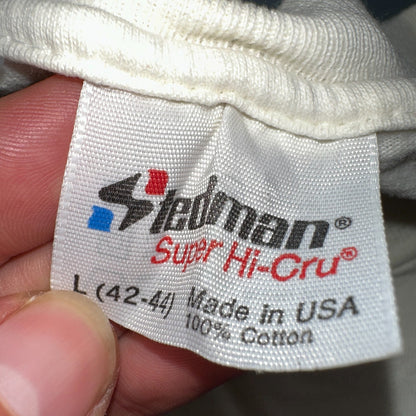 Stedman®
Super Hi-Cru®
L (42-44) Made in USA
100% Cotton